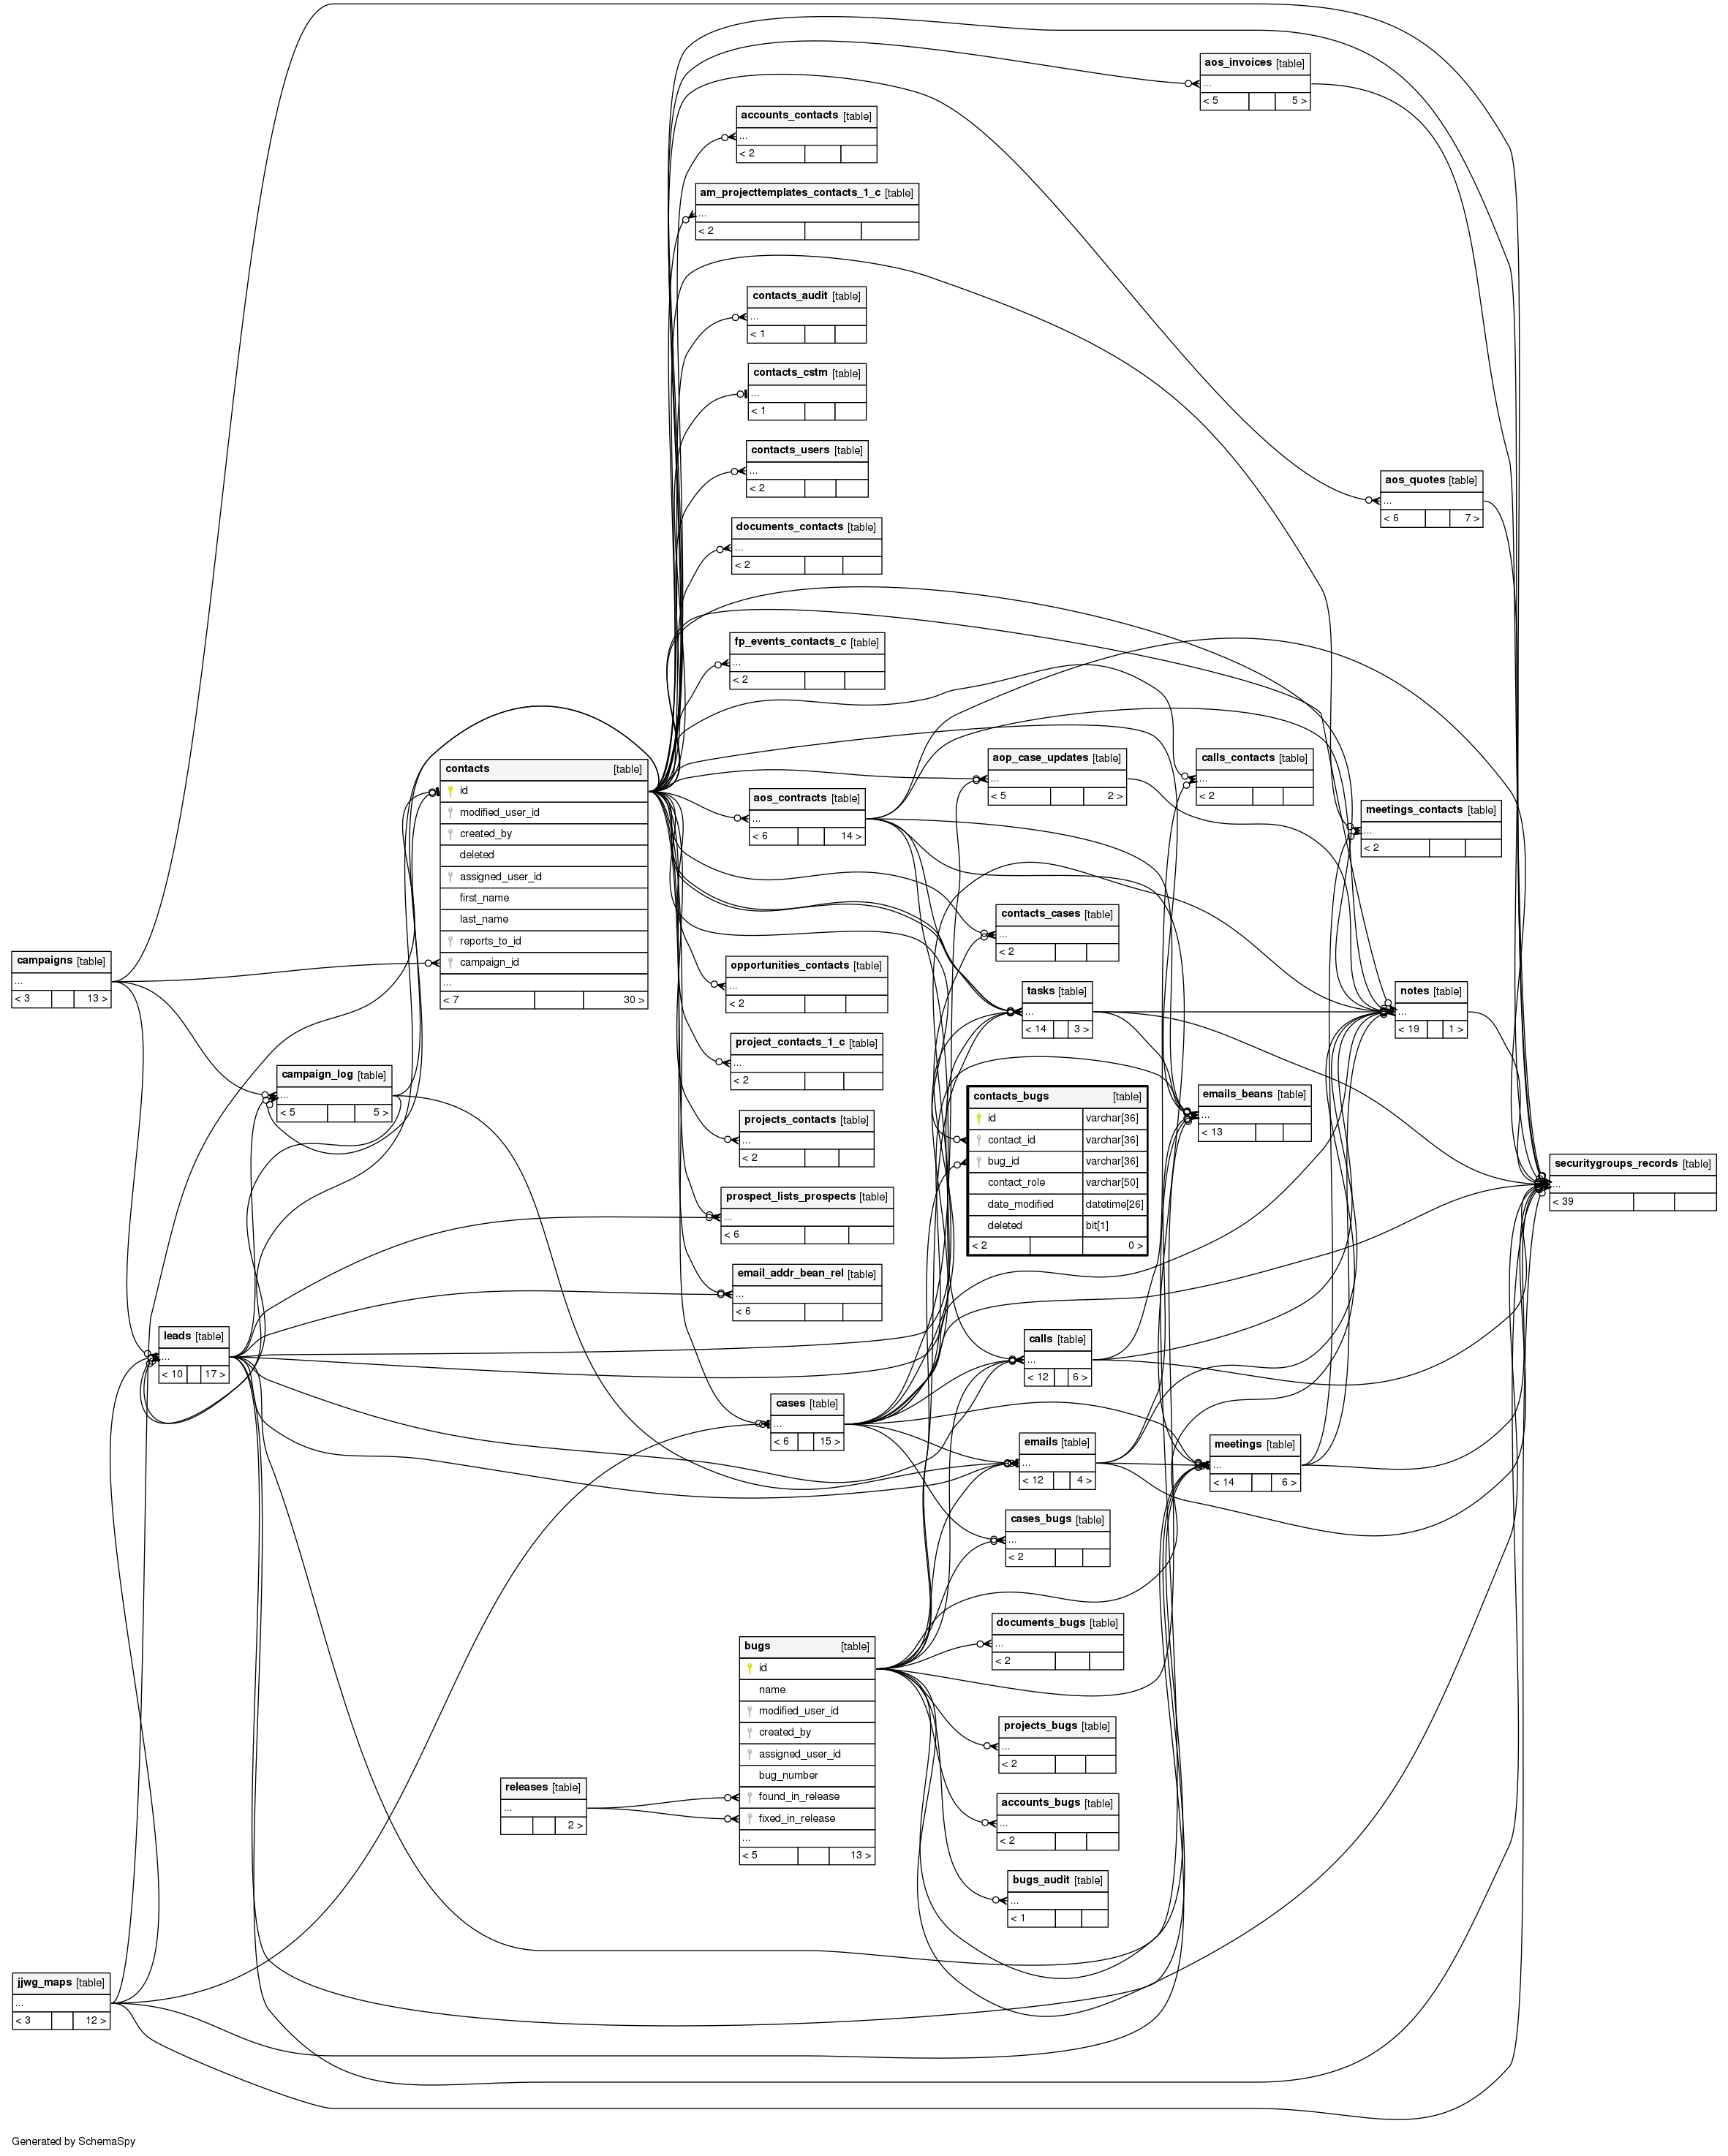 aos_invoices [table]
...
< 5 5 >
accounts_contacts [table]
...
< 2
am_projecttemplates_contacts_1_c [table]
...
< 2
contacts_audit [table]
...
< 1
contacts_cstm [table]
...
< 1
contacts_users [table]
...
< 2
aos_quotes [table]
...
< 6 7 >
documents_contacts [table]
...
< 2
fp_events_contacts_c [table]
...
< 2
contacts [table]
id
modified_user_id
created_by
deleted
assigned_user_id
first_name
last_name
reports_to_id
campaign_id
...
< 7 30 >
aos_contracts [table]
...
< 6 14 >
aop_case_updates [table]
...
< 5 2 >
calls_contacts [table]
...
< 2
meetings_contacts [table]
...
< 2
contacts_cases [table]
...
< 2
campaigns [table]
...
< 3 13 >
opportunities_contacts [table]
...
< 2
tasks [table]
...
< 14 3 >
notes [table]
...
< 19 1 >
project_contacts_1_c [table]
...
< 2
campaign_log [table]
...
< 5 5 >
contacts_bugs [table]
id varchar[36]
contact_id varchar[36]
bug_id varchar[36]
contact_role varchar[50]
date_modified datetime[26]
deleted bit[1]
< 2 0 >
emails_beans [table]
...
< 13
projects_contacts [table]
...
< 2
securitygroups_records [table]
...
< 39
prospect_lists_prospects [table]
...
< 6
email_addr_bean_rel [table]
...
< 6
leads [table]
...
< 10 17 >
calls [table]
...
< 12 6 >
cases [table]
...
< 6 15 >
emails [table]
...
< 12 4 >
meetings [table]
...
< 14 6 >
cases_bugs [table]
...
< 2
documents_bugs [table]
...
< 2
bugs [table]
id
name
modified_user_id
created_by
assigned_user_id
bug_number
found_in_release
fixed_in_release
...
< 5 13 >
projects_bugs [table]
...
< 2
releases [table]
...
2 >
accounts_bugs [table]
...
< 2
bugs_audit [table]
...
< 1
jjwg_maps [table]
...
< 3 12 >
Generated by SchemaSpy